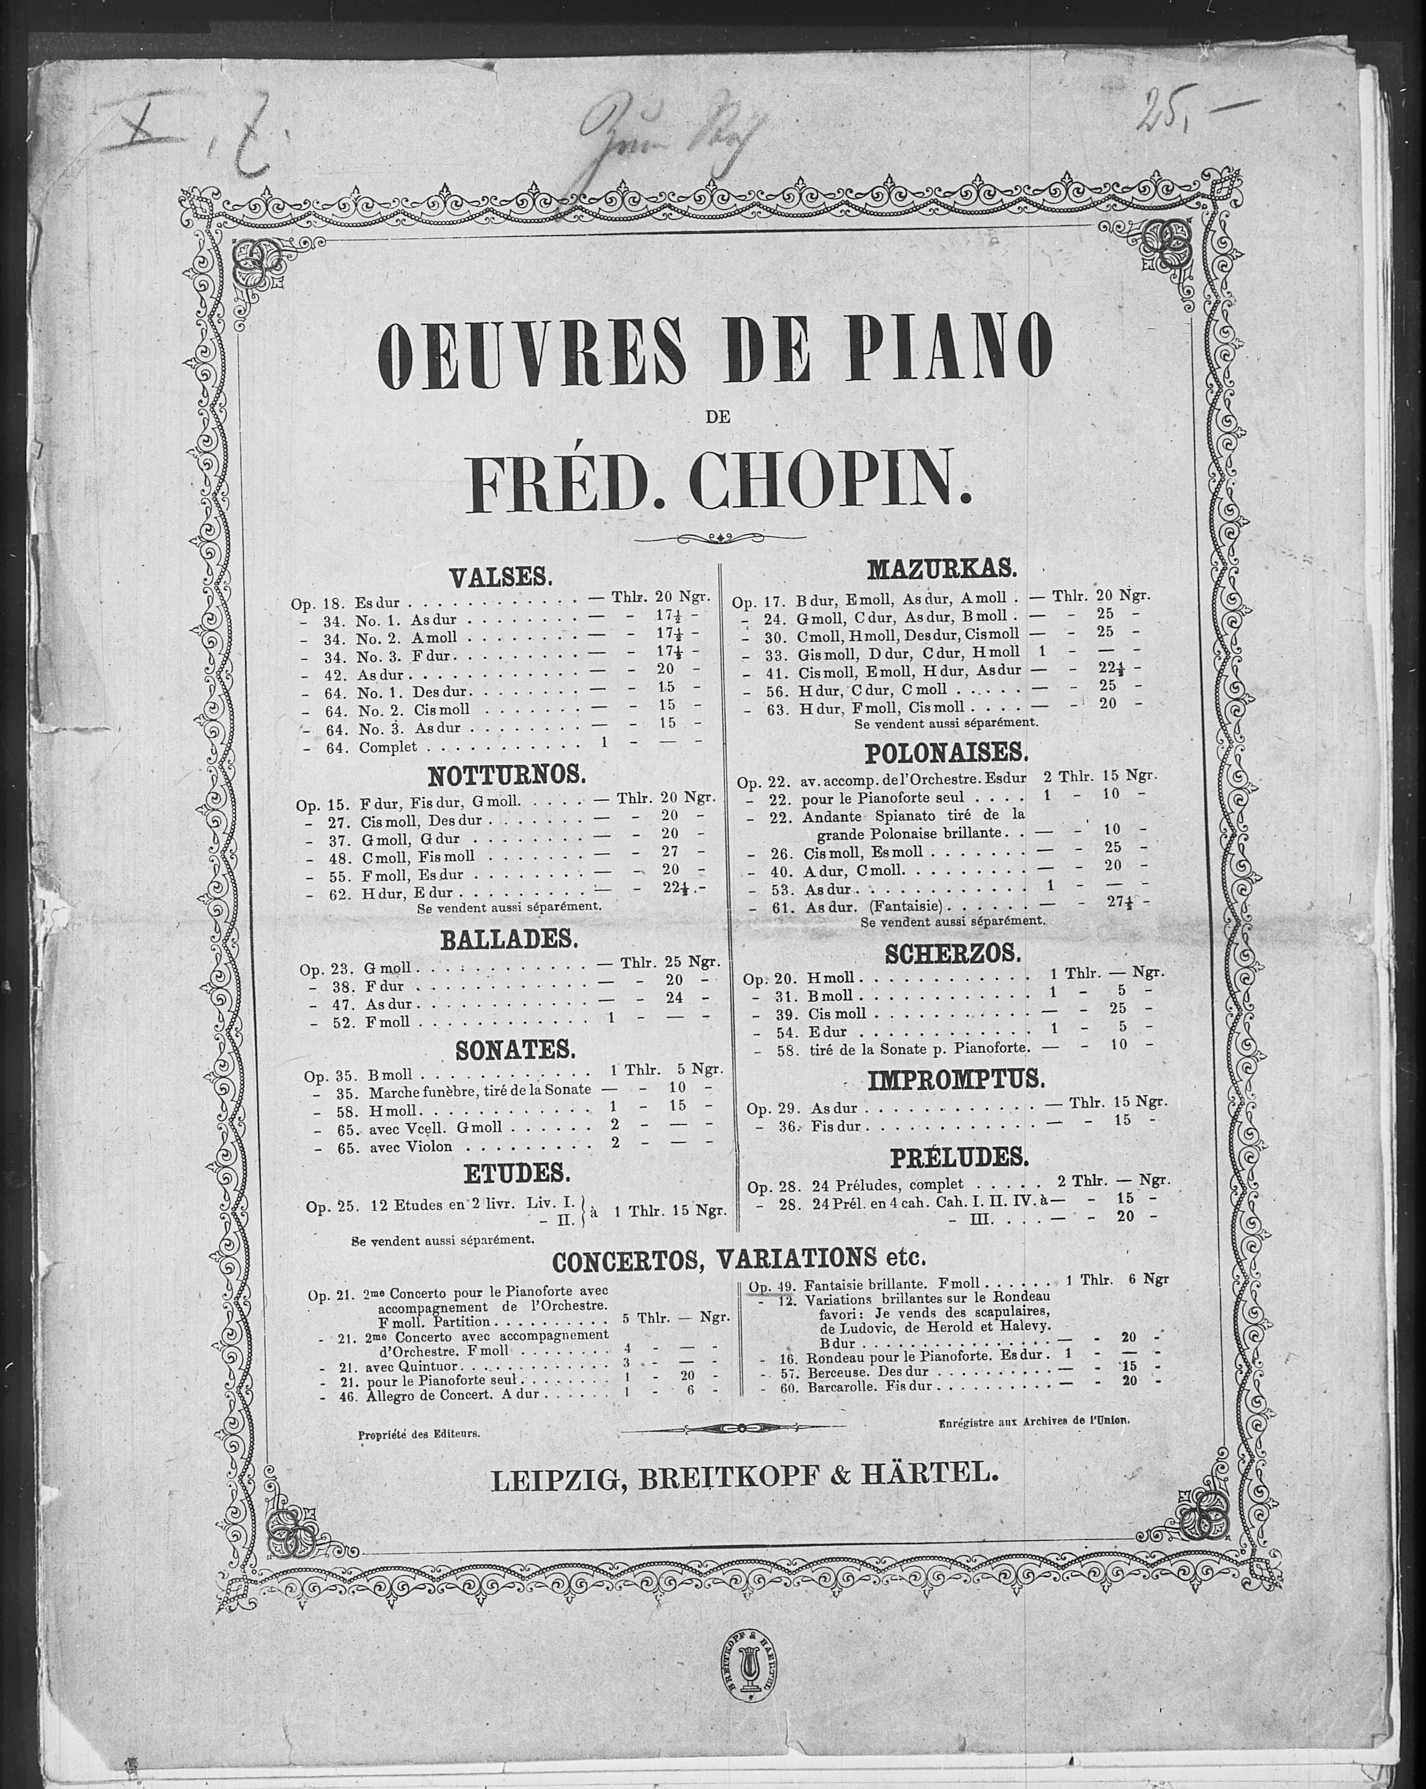 X, 7.
25,—
OEUVRES DE PIANO
DE
FRÉD. CHOPIN.
VALSES.
Op. 18. Es dur . . . . . . . . . . . . — Thlr. 20 Ngr.
– 34. No. 1. As dur . . . . . . . . — – 17½ –
– 34. No. 2. A moll . . . . . . . . — – 17½ –
– 34. No. 3. F dur . . . . . . . . . — – 17½ –
– 42. As dur . . . . . . . . . . . . — – 20 –
– 64. No. 1. Des dur . . . . . . . . — – 15 –
– 64. No. 2. Cis moll . . . . . . . — – 15 –
– 64. No. 3. As dur . . . . . . . . — – 15 –
– 64. Complet . . . . . . . . . . . 1 – — –
NOTTURNOS.
Op. 15. F dur, Fis dur, G moll. . . . . — Thlr. 20 Ngr.
– 27. Cis moll, Des dur . . . . . . . — – 20 –
– 37. G moll, G dur . . . . . . . . — – 20 –
– 48. C moll, Fis moll . . . . . . . — – 27 –
– 55. F moll, Es dur . . . . . . . . — – 20 –
– 62. H dur, E dur . . . . . . . . . — – 22½ –
Se vendent aussi séparément.
BALLADES.
Op. 23. G moll . . . . . . . . . . . . — Thlr. 25 Ngr.
– 38. F dur . . . . . . . . . . . . — – 20 –
– 47. As dur . . . . . . . . . . . . — – 24 –
– 52. F moll . . . . . . . . . . . . 1 – — –
SONATES.
Op. 35. B moll . . . . . . . . . . . . 1 Thlr. 5 Ngr.
– 35. Marche funèbre, tiré de la Sonate — – 10 –
– 58. H moll . . . . . . . . . . . . 1 – 15 –
– 65. avec Vcell. G moll . . . . . . 2 – — –
– 65. avec Violon . . . . . . . . . 2 – — –
ETUDES.
Op. 25. 12 Etudes en 2 livr. Liv. I. } à 1 Thlr. 15 Ngr.
– II. }
Se vendent aussi séparément.
MAZURKAS.
Op. 17. B dur, E moll, As dur, A moll . — Thlr. 20 Ngr.
– 24. G moll, C dur, As dur, B moll . — – 25 –
– 30. C moll, H moll, Des dur, Cis moll — – 25 –
– 33. Gis moll, D dur, C dur, H moll 1 – — –
– 41. Cis moll, E moll, H dur, As dur — – 22½ –
– 56. H dur, C dur, C moll . . . . . — – 25 –
– 63. H dur, F moll, Cis moll . . . . — – 20 –
Se vendent aussi séparément.
POLONAISES.
Op. 22. av. accomp. de l'Orchestre. Es dur 2 Thlr. 15 Ngr.
– 22. pour le Pianoforte seul . . . . 1 – 10 –
– 22. Andante Spianato tiré de la
grande Polonaise brillante . . — – 10 –
– 26. Cis moll, Es moll . . . . . . . — – 25 –
– 40. A dur, C moll. . . . . . . . . — – 20 –
– 53. As dur . . . . . . . . . . . . 1 – — –
– 61. As dur. (Fantaisie) . . . . . . — – 27½ –
Se vendent aussi séparément.
SCHERZOS.
Op. 20. H moll . . . . . . . . . . . . 1 Thlr. — Ngr.
– 31. B moll . . . . . . . . . . . . 1 – 5 –
– 39. Cis moll . . . . . . . . . . . — – 25 –
– 54. E dur . . . . . . . . . . . . 1 – 5 –
– 58. tiré de la Sonate p. Pianoforte. — – 10 –
IMPROMPTUS.
Op. 29. As dur . . . . . . . . . . . . — Thlr. 15 Ngr.
– 36. Fis dur . . . . . . . . . . . . — – 15 –
PRÉLUDES.
Op. 28. 24 Préludes, complet . . . . . 2 Thlr. — Ngr.
– 28. 24 Prél. en 4 cah. Cah. I. II. IV. à — – 15 –
– III. . . . . — – 20 –
CONCERTOS, VARIATIONS etc.
Op. 21. 2me Concerto pour le Pianoforte avec
accompagnement de l'Orchestre.
F moll. Partition . . . . . . . . . . 5 Thlr. — Ngr.
– 21. 2me Concerto avec accompagnement
d'Orchestre. F moll . . . . . . . . 4 – — –
– 21. avec Quintuor . . . . . . . . . . . . 3 – — –
– 21. pour le Pianoforte seul . . . . . . . 1 – 20 –
– 46. Allegro de Concert. A dur . . . . . . 1 – 6 –
Op. 49. Fantaisie brillante. F moll . . . . . . 1 Thlr. 6 Ngr
– 12. Variations brillantes sur le Rondeau
favori: Je vends des scapulaires,
de Ludovic, de Herold et Halevy.
B dur . . . . . . . . . . . . . . . — – 20 –
– 16. Rondeau pour le Pianoforte. Es dur . 1 – — –
– 57. Berceuse. Des dur . . . . . . . . . . — – 15 –
– 60. Barcarolle. Fis dur . . . . . . . . . . — – 20 –
Propriété des Editeurs.
Enrégistre aux Archives de l'Union.
LEIPZIG, BREITKOPF & HÄRTEL.
BREITKOPF & HAERTEL